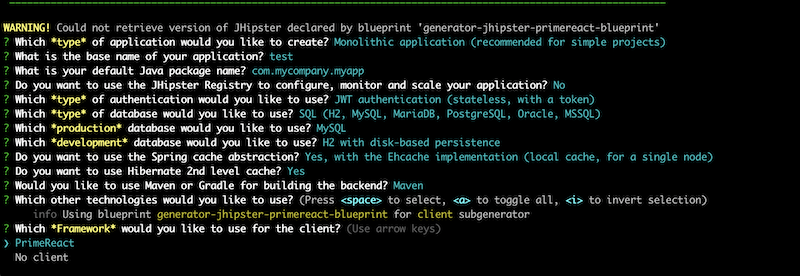 WARNING! Could not retrieve version of JHipster declared by blueprint 'generator-jhipster-primereact-blueprint'
? Which *type* of application would you like to create? Monolithic application (recommended for simple projects)
? What is the base name of your application? test
? What is your default Java package name? com.mycompany.myapp
? Do you want to use the JHipster Registry to configure, monitor and scale your application? No
? Which *type* of authentication would you like to use? JWT authentication (stateless, with a token)
? Which *type* of database would you like to use? SQL (H2, MySQL, MariaDB, PostgreSQL, Oracle, MSSQL)
? Which *production* database would you like to use? MySQL
? Which *development* database would you like to use? H2 with disk-based persistence
? Do you want to use the Spring cache abstraction? Yes, with the Ehcache implementation (local cache, for a single node)
? Do you want to use Hibernate 2nd level cache? Yes
? Would you like to use Maven or Gradle for building the backend? Maven
? Which other technologies would you like to use? (Press <space> to select, <a> to toggle all, <i> to invert selection)
info Using blueprint generator-jhipster-primereact-blueprint for client subgenerator
? Which *Framework* would you like to use for the client? (Use arrow keys)
❯ PrimeReact
No client